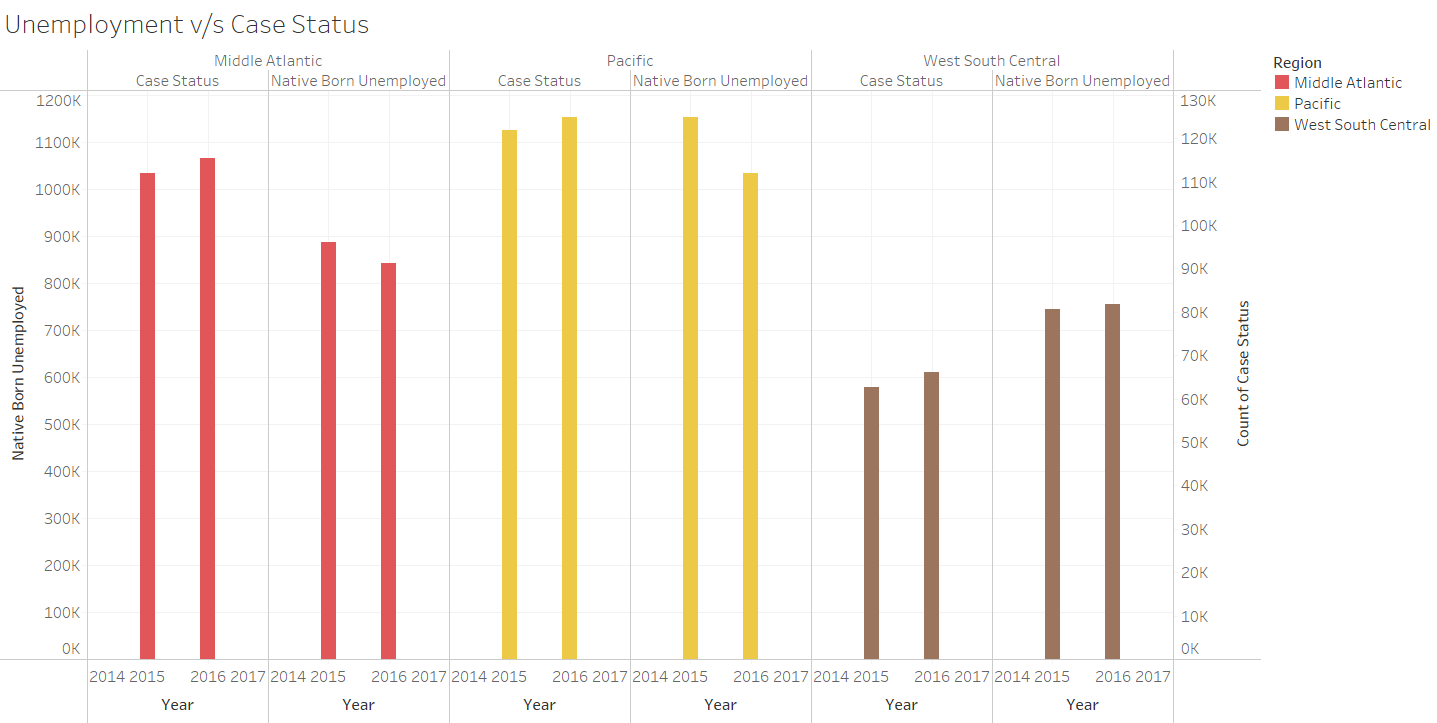 Unemployment v/s Case Status
Middle Atlantic Pacific West South Central
Case Status Native Born Unemployed Case Status Native Born Unemployed Case Status Native Born Unemployed
Region
Middle Atlantic
Pacific
West South Central
Native Born Unemployed
1200K
1100K
1000K
900K
800K
700K
600K
500K
400K
300K
200K
100K
0K
130K
120K
110K
100K
90K
80K
70K
60K
50K
40K
30K
20K
10K
0K
Count of Case Status
2014 2015 2016 2017 2014 2015 2016 2017 2014 2015 2016 2017 2014 2015 2016 2017 2014 2015 2016 2017 2014 2015 2016 2017
Year Year Year Year Year Year